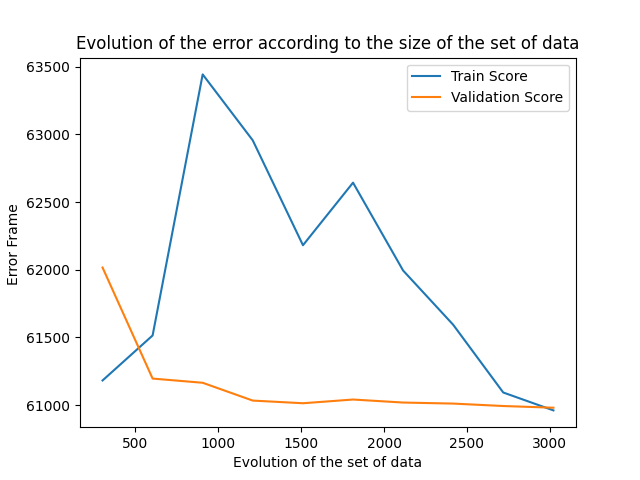 Evolution of the error according to the size of the set of data
63500
63000
62500
62000
61500
61000
Error Frame
Train Score
Validation Score
500
1000
1500
2000
2500
3000
Evolution of the set of data